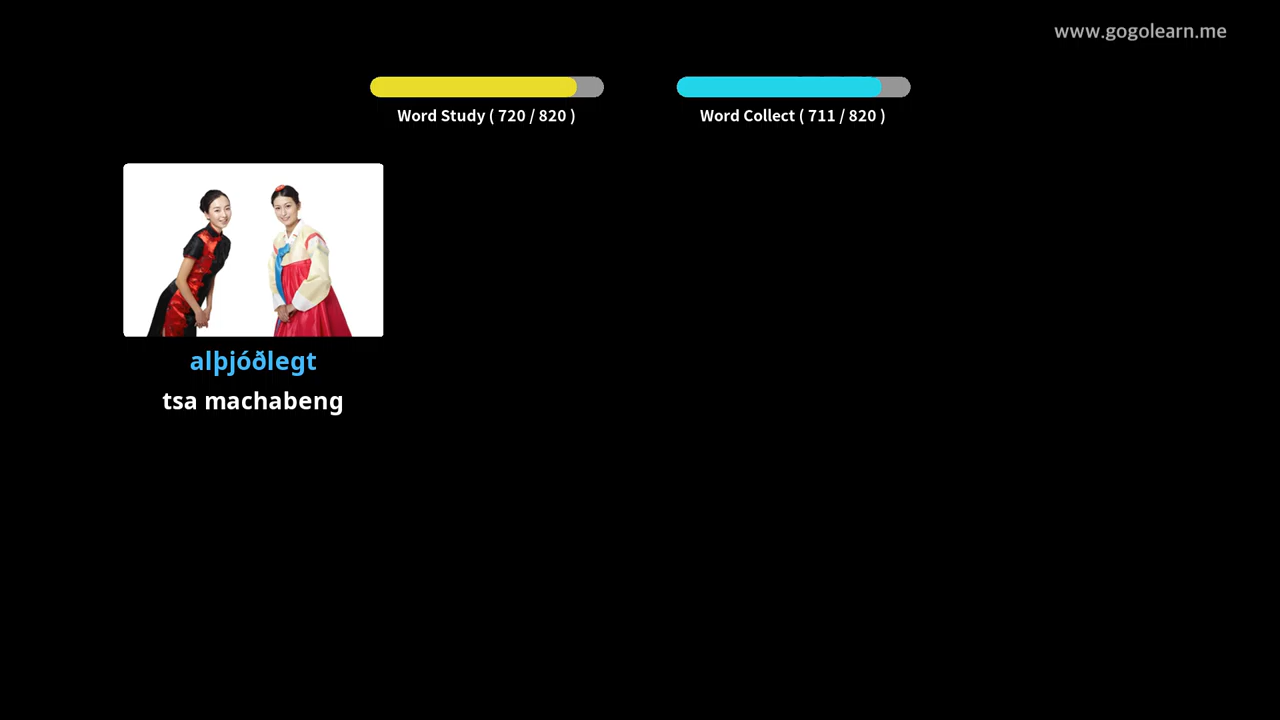 www.gogolearn.me
Word Study ( 720 / 820 )
Word Collect ( 711 / 820 )
alþjóðlegt
tsa machabeng